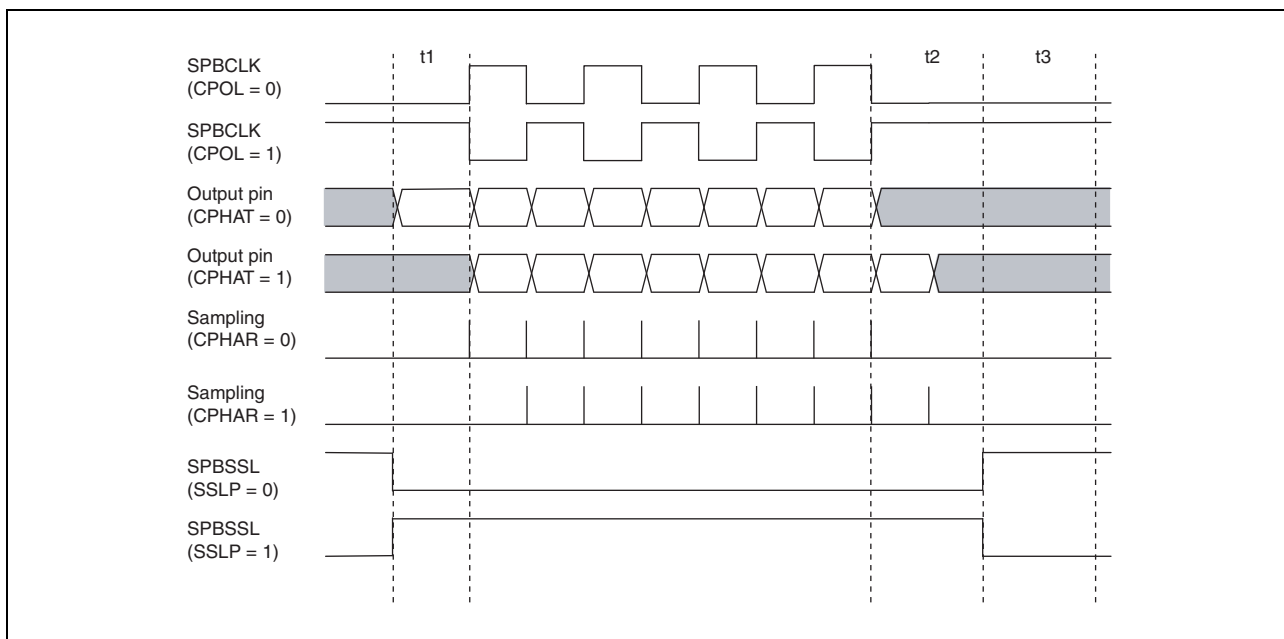 t1
t2
t3
SPBCLK
(CPOL = 0)
SPBCLK
(CPOL = 1)
Output pin
(CPHAT = 0)
Output pin
(CPHAT = 1)
Sampling
(CPHAR = 0)
Sampling
(CPHAR = 1)
SPBSSL
(SSLP = 0)
SPBSSL
(SSLP = 1)